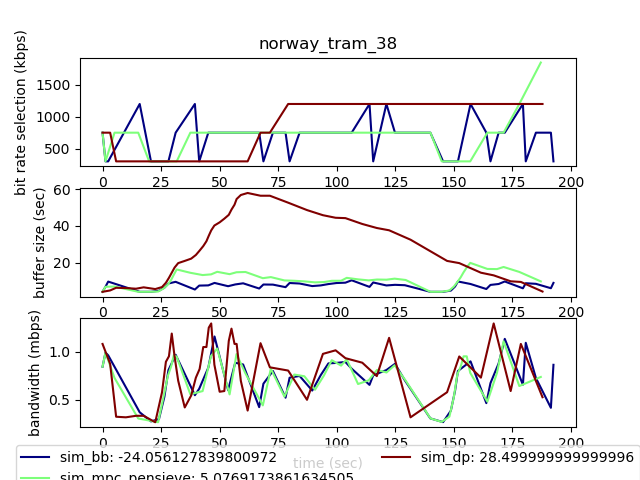 norway_tram_38
bit rate selection (kbps)
1500
1000
500
0 25 50 75 100 125 150 175 200
buffer size (sec)
60
40
20
0 25 50 75 100 125 150 175 200
bandwidth (mbps)
1.0
0.5
0 25 50 75 100 125 150 175 200
time (sec)
sim_bb: -24.056127839800972
sim_dp: 28.499999999999996
sim_mpc_pensieve: 5.0769173861634505